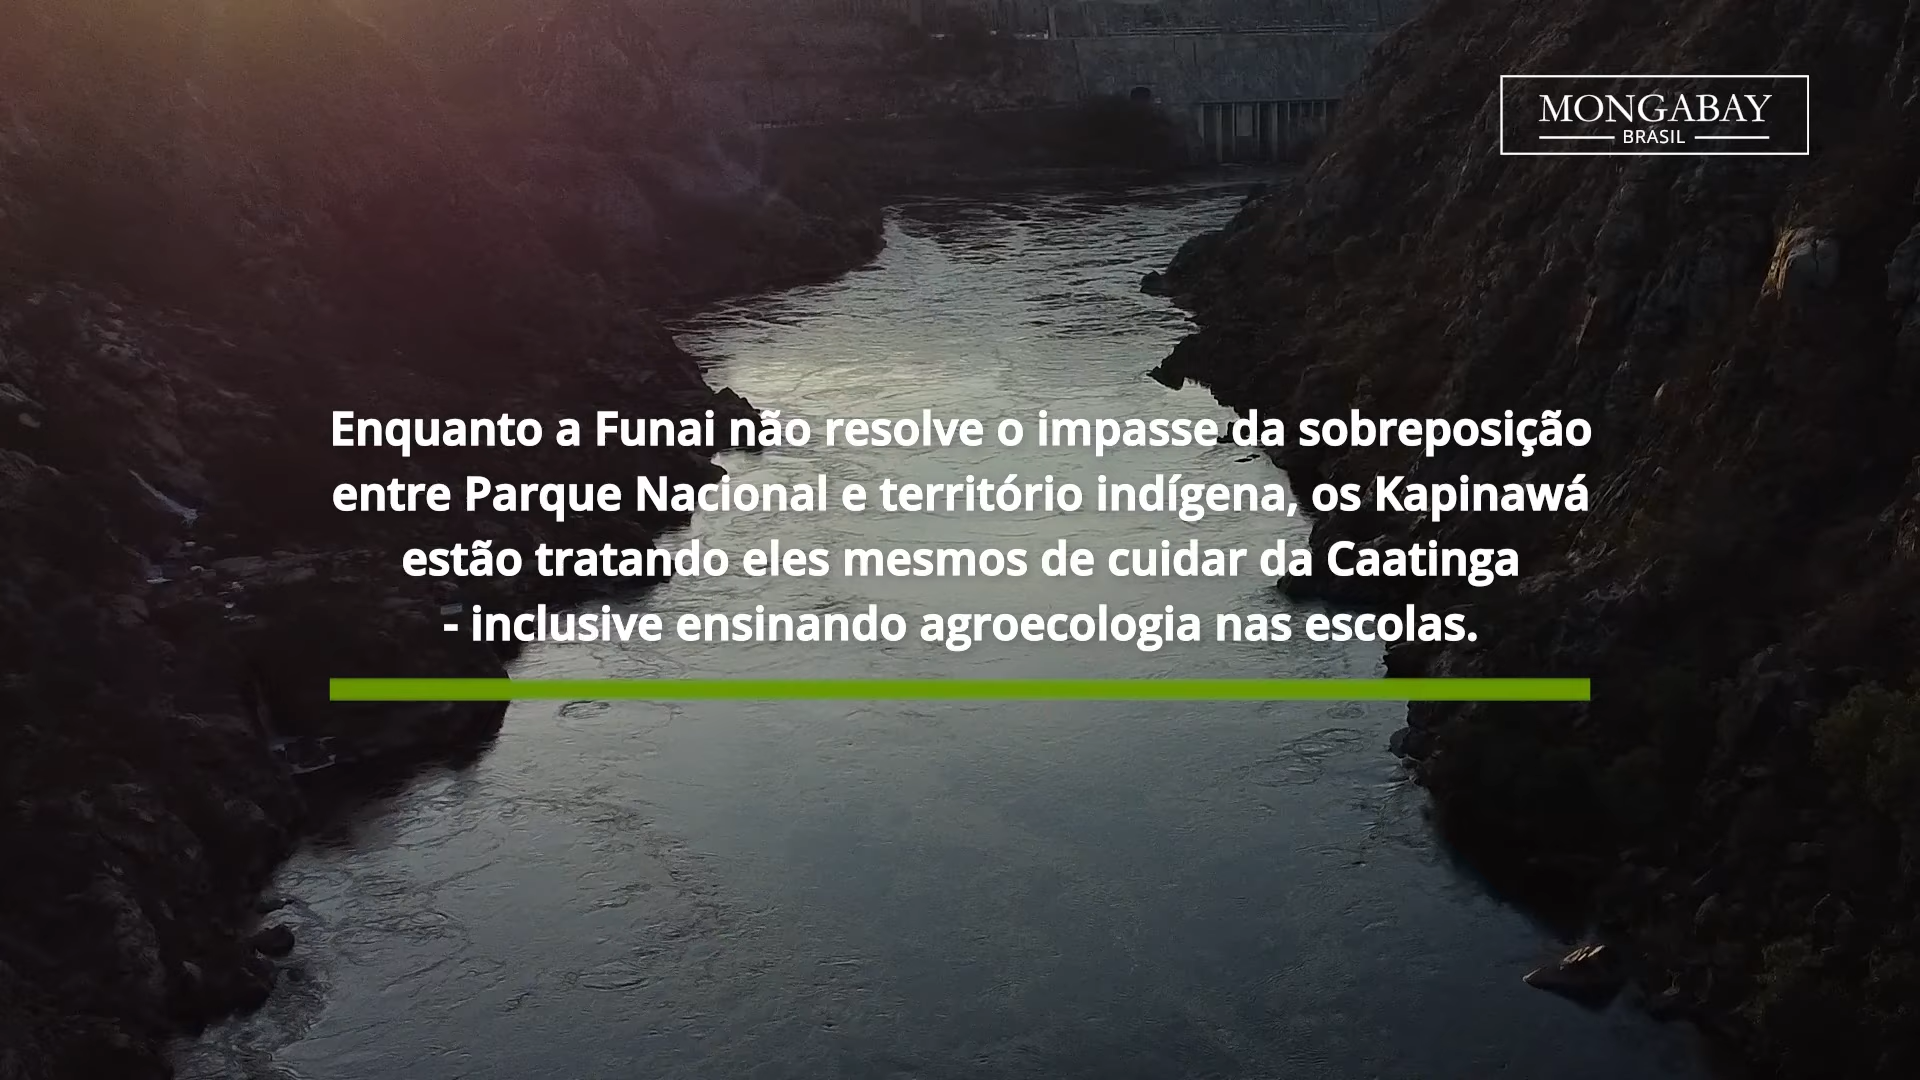 MONGABAY
BRASIL
Enquanto a Funai não resolve o impasse da sobreposição
entre Parque Nacional e território indígena, os Kapinawá
estão tratando eles mesmos de cuidar da Caatinga
- inclusive ensinando agroecologia nas escolas.